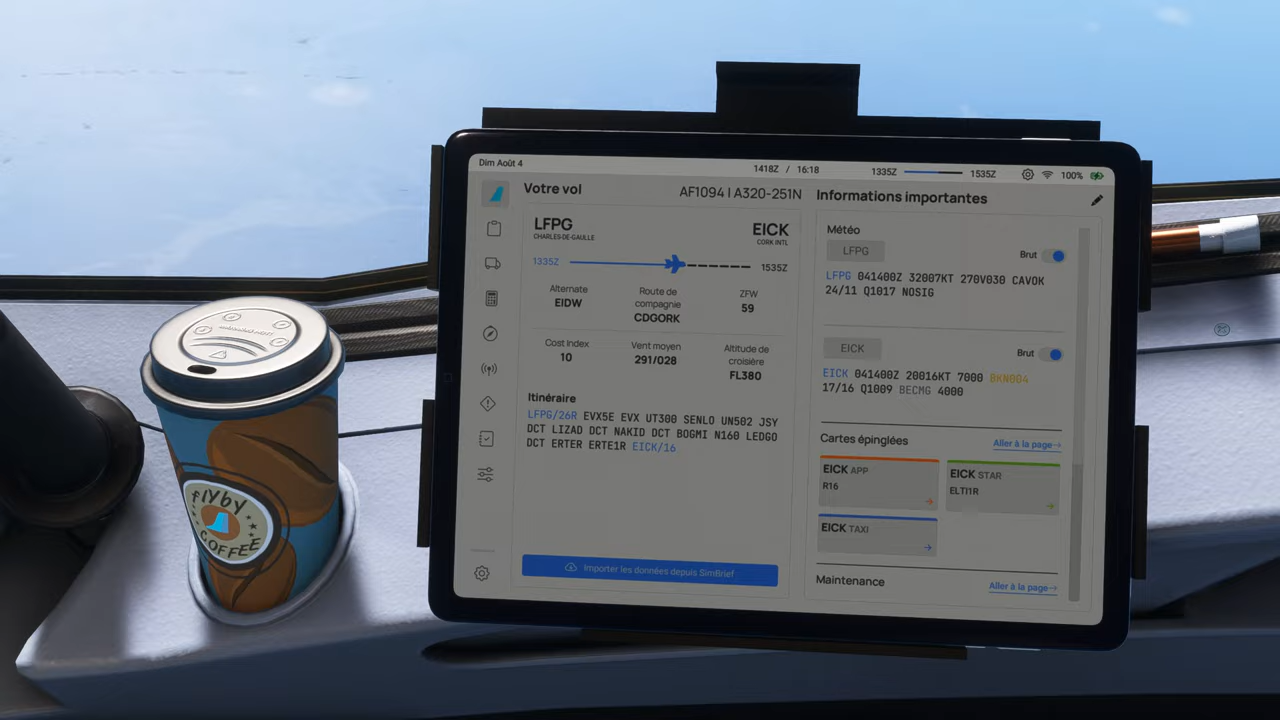 Dim Août 4
1418Z / 16:18
1335Z 1535Z
100%
Votre vol
AF1094 | A320-251N
LFPG
CHARLES-DE-GAULLE
EICK
CORK INTL
1335Z
1535Z
Alternate
EIDW
Route de
compagnie
CDGORK
ZFW
59
Cost Index
10
Vent moyen
291/028
Altitude de
croisière
FL380
Itinéraire
LFPG/26R EVX5E EVX UT300 SENLO UN502 JSY
DCT LIZAD DCT NAKID DCT BOGMI N160 LEDGO
DCT ERTER ERTE1R EICK/16
Importer les données depuis SimBrief
Informations importantes
Météo
LFPG
Brut
LFPG 041400Z 32007KT 270V030 CAVOK
24/11 Q1017 NOSIG
EICK
Brut
EICK 041400Z 20016KT 7000 BKN004
17/16 Q1009 BECMG 4000
Cartes épinglées
Aller à la page
EICK APP
R16
EICK STAR
ELTI1R
EICK TAXI
Maintenance
Aller à la page
flyby
COFFEE